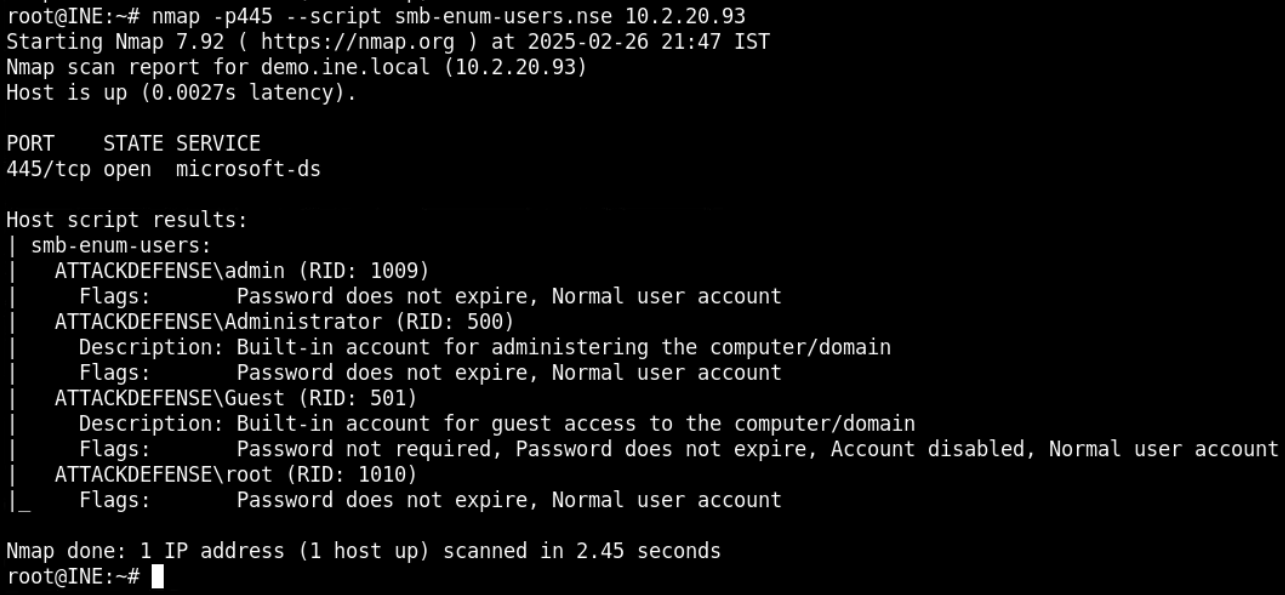 root@INE:~# nmap -p445 --script smb-enum-users.nse 10.2.20.93
Starting Nmap 7.92 ( https://nmap.org ) at 2025-02-26 21:47 IST
Nmap scan report for demo.ine.local (10.2.20.93)
Host is up (0.0027s latency).

PORT    STATE SERVICE
445/tcp open  microsoft-ds

Host script results:
| smb-enum-users:
|   ATTACKDEFENSE\admin (RID: 1009)
|     Flags:       Password does not expire, Normal user account
|   ATTACKDEFENSE\Administrator (RID: 500)
|     Description: Built-in account for administering the computer/domain
|     Flags:       Password does not expire, Normal user account
|   ATTACKDEFENSE\Guest (RID: 501)
|     Description: Built-in account for guest access to the computer/domain
|     Flags:       Password not required, Password does not expire, Account disabled, Normal user account
|   ATTACKDEFENSE\root (RID: 1010)
|_    Flags:       Password does not expire, Normal user account

Nmap done: 1 IP address (1 host up) scanned in 2.45 seconds
root@INE:~#